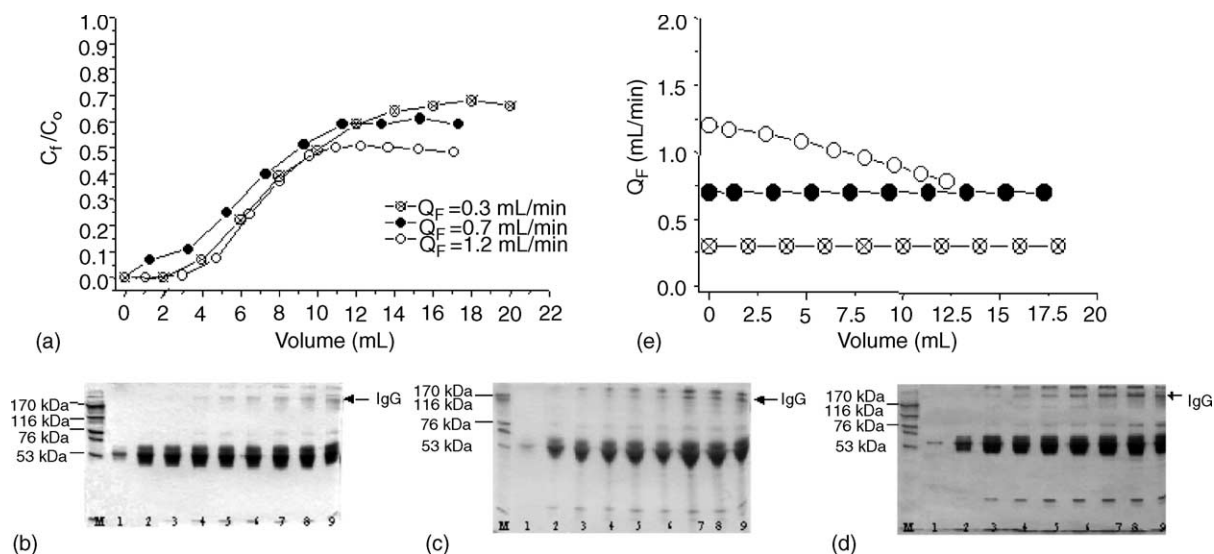 1.0
0.9
0.8
0.7
0.6
0.5
0.4
0.3
0.2
0.1
0.0
Cf/Co
0 2 4 6 8 10 12 14 16 18 20 22
Volume (mL)
QF=0.3 mL/min
QF=0.7 mL/min
QF=1.2 mL/min
(a)
2.0
1.5
1.0
0.5
0.0
QF (mL/min)
0 2.5 5 7.5 10 12.5 15 17.5 20
Volume (mL)
(e)
170 kDa
116 kDa
76 kDa
53 kDa
IgG
M 1 2 3 4 5 6 7 8 9
(b)
170 kDa
116 kDa
76 kDa
53 kDa
IgG
M 1 2 3 4 5 6 7 8 9
(c)
170 kDa
116 kDa
76 kDa
53 kDa
IgG
M 1 2 3 4 5 6 7 8 9
(d)